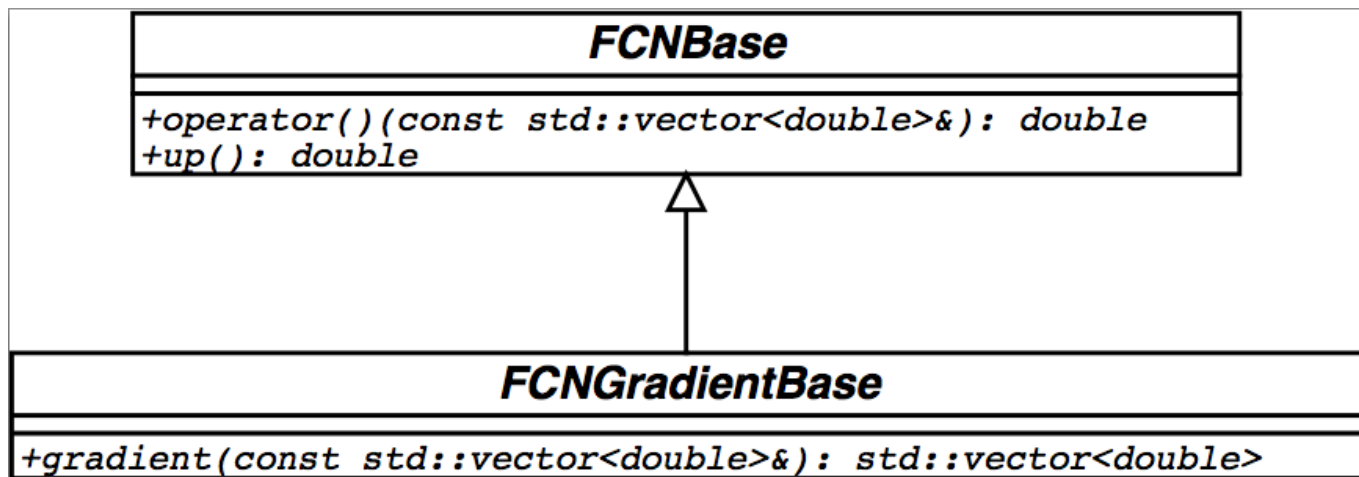 FCNBase
+operator()(const std::vector<double>&): double
+up(): double
FCNGradientBase
+gradient(const std::vector<double>&): std::vector<double>